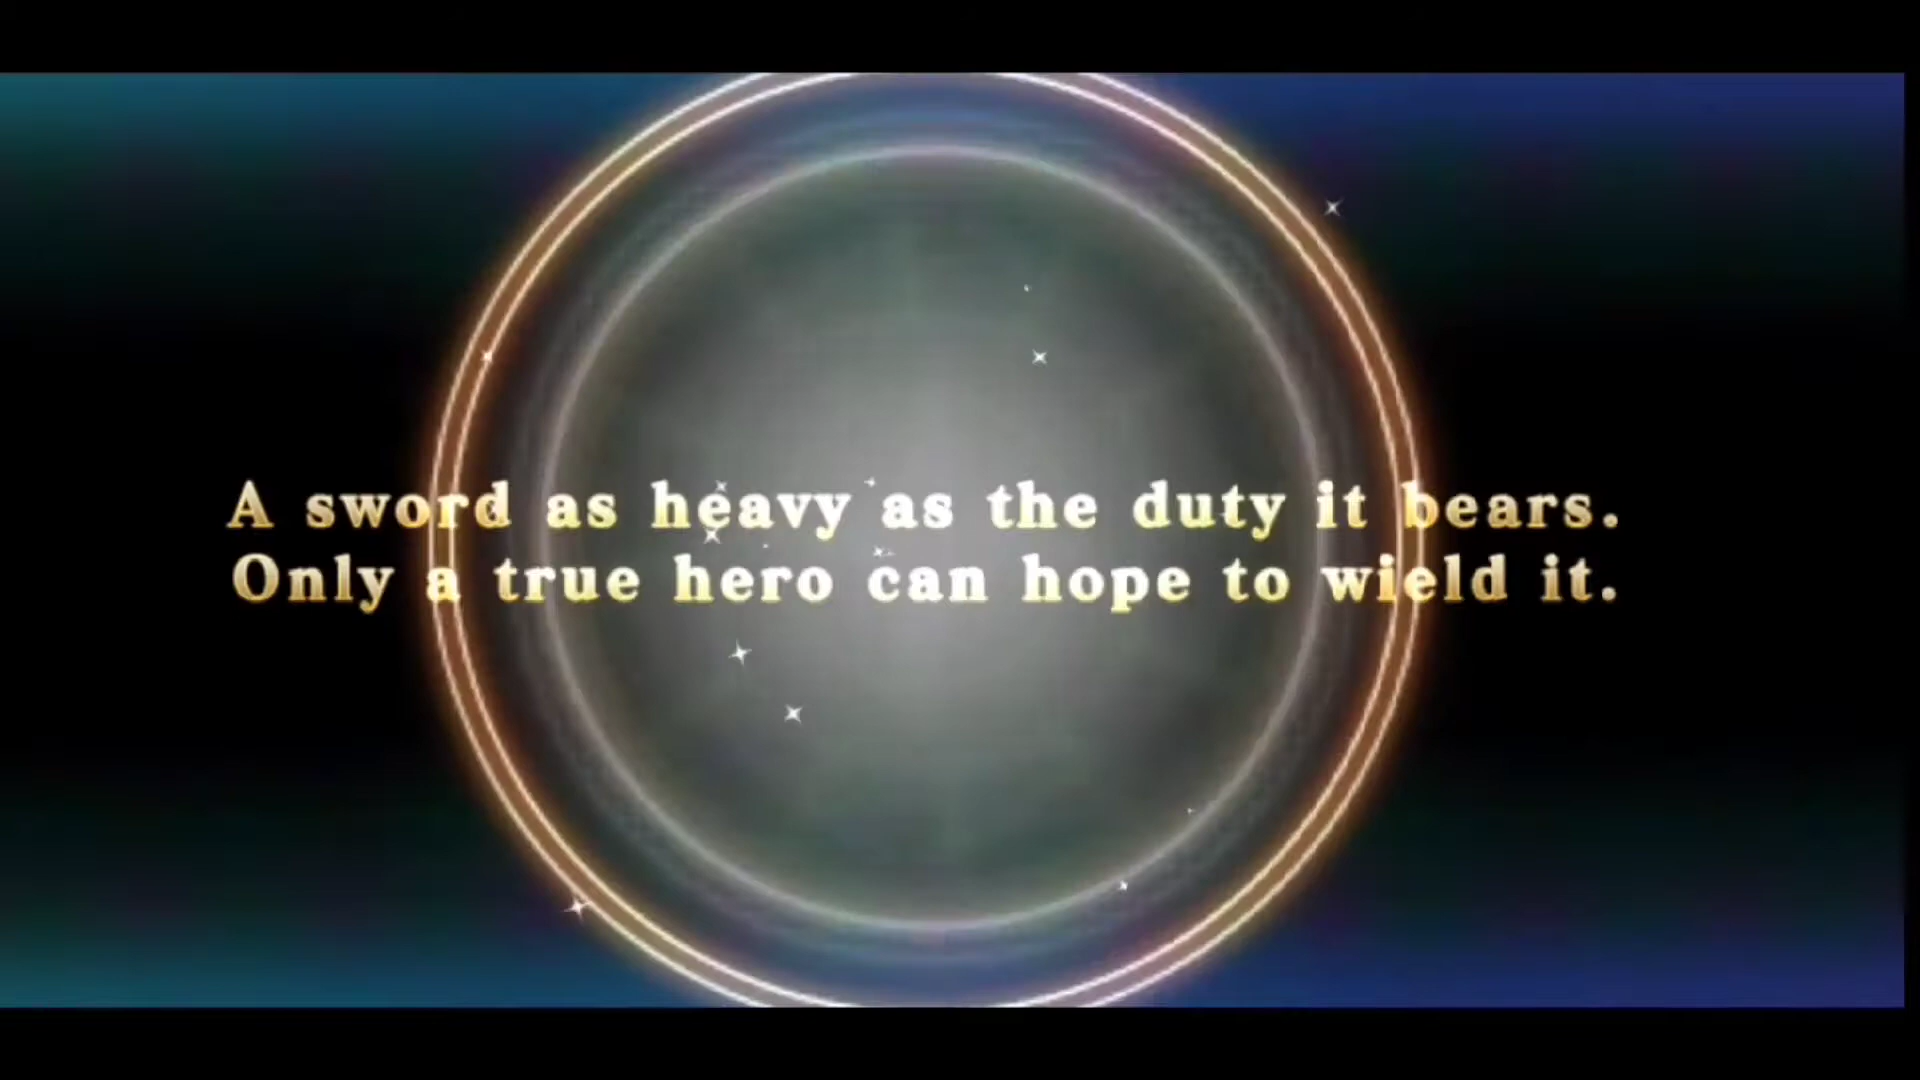 A sword as heavy as the duty it bears.
Only a true hero can hope to wield it.